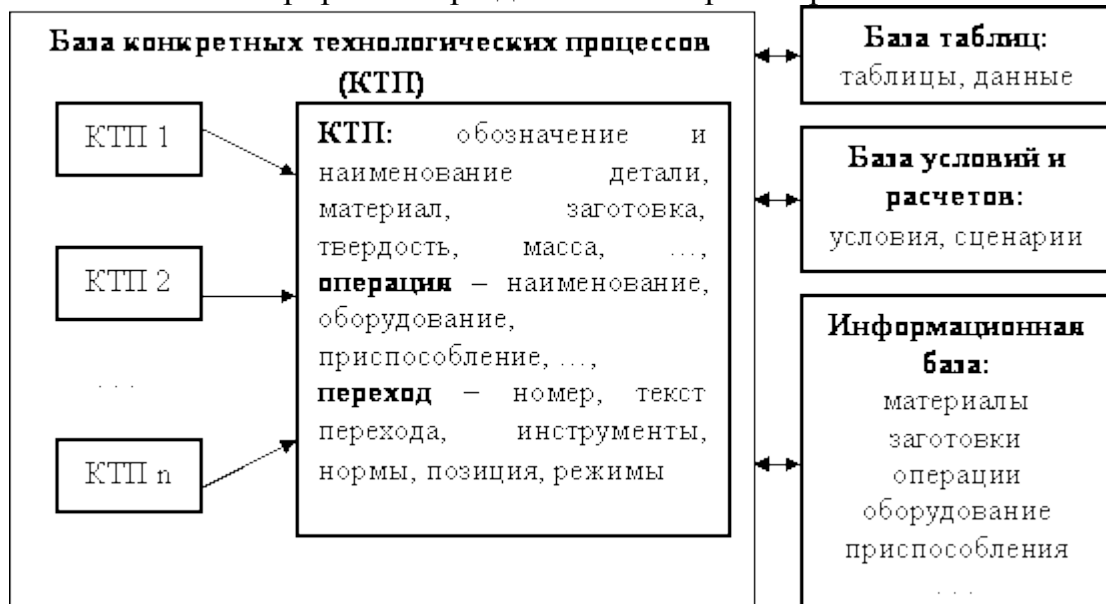 База конкретных технологических процессов
(КТП)
КТП 1
КТП 2
. . .
КТП n
КТП: обозначение и
наименование детали,
материал, заготовка,
твердость, масса, …,
операция – наименование,
оборудование,
приспособление, …,
переход – номер, текст
перехода, инструменты,
нормы, позиция, режимы
База таблиц:
таблицы, данные
База условий и
расчетов:
условия, сценарии
Информационная
база:
материалы
заготовки
операции
оборудование
приспособления
. . .